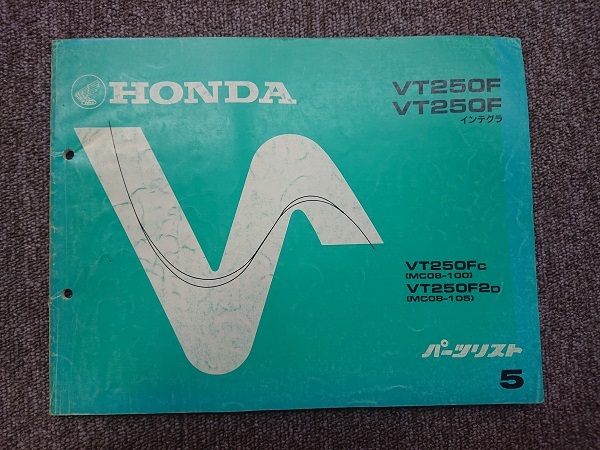 HONDA
VT250F
VT250F
インテグラ
VT250FC
(MC08-100)
VT250F2D
(MC08-105)
パーツリスト
5